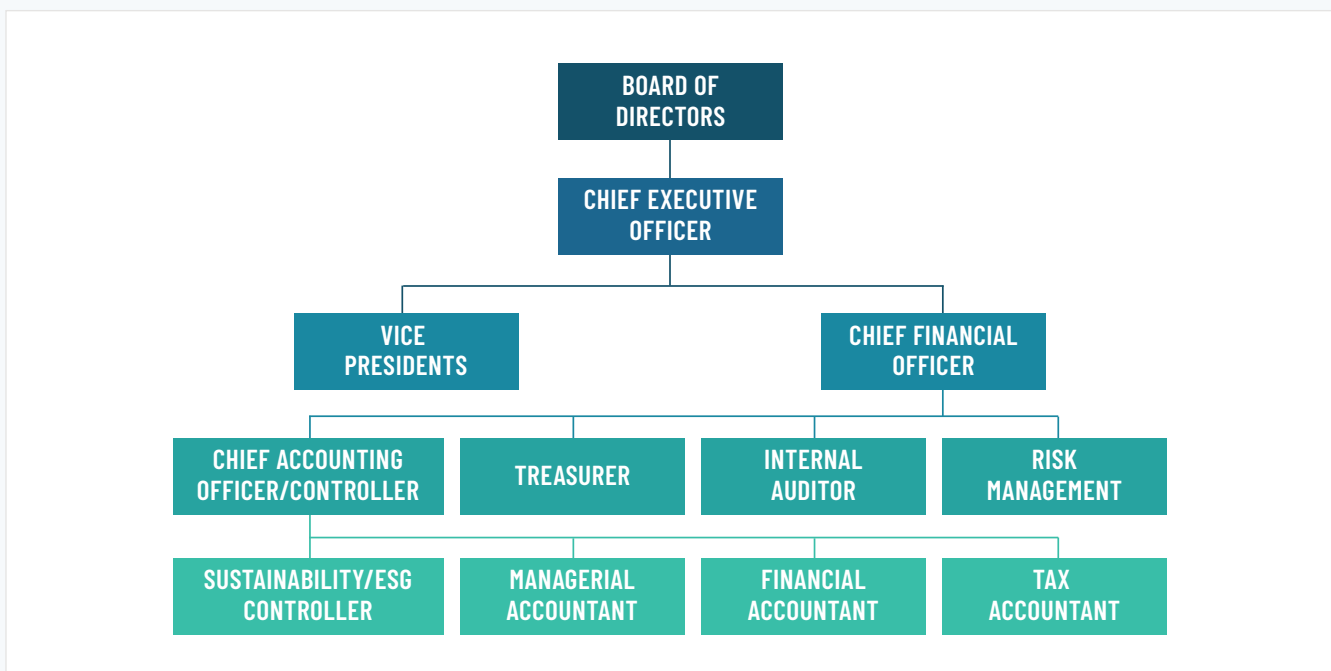 BOARD OF
DIRECTORS
CHIEF EXECUTIVE
OFFICER
VICE
PRESIDENTS
CHIEF FINANCIAL
OFFICER
CHIEF ACCOUNTING
OFFICER/CONTROLLER
TREASURER
INTERNAL
AUDITOR
RISK
MANAGEMENT
SUSTAINABILITY/ESG
CONTROLLER
MANAGERIAL
ACCOUNTANT
FINANCIAL
ACCOUNTANT
TAX
ACCOUNTANT